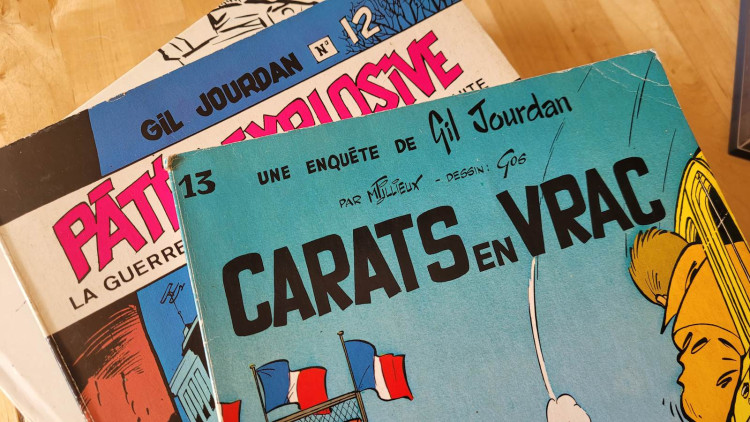 GIL JOURDAN N° 12
PÂTÉE EXPLOSIVE
LA GUERRE
13
UNE ENQUÊTE DE Gil Jourdan
PAR M. TILLIEUX - DESSIN: GOS
CARATS EN VRAC